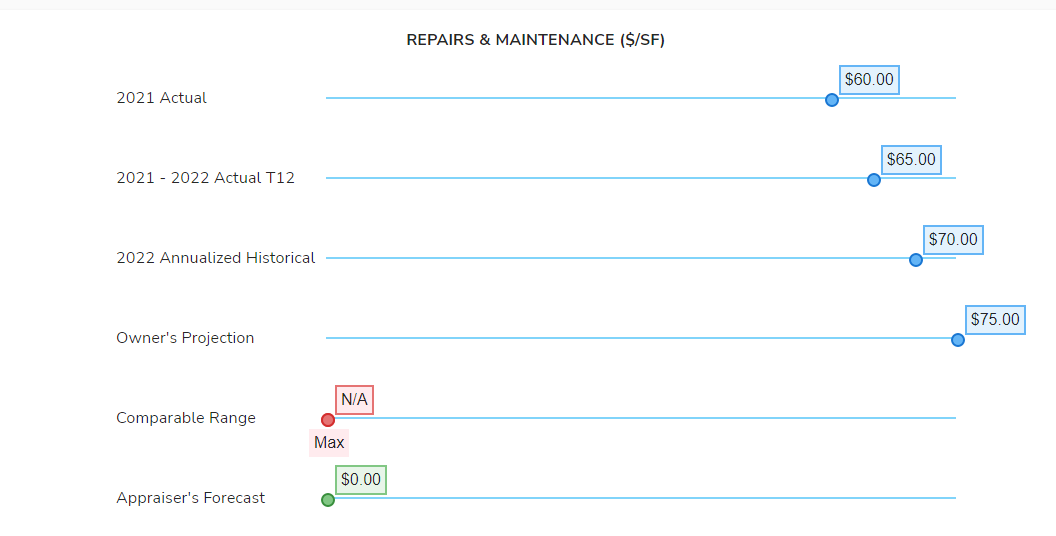 REPAIRS & MAINTENANCE ($/SF)
2021 Actual $60.00
2021 - 2022 Actual T12 $65.00
2022 Annualized Historical $70.00
Owner's Projection $75.00
Comparable Range N/A
Max
Appraiser's Forecast $0.00